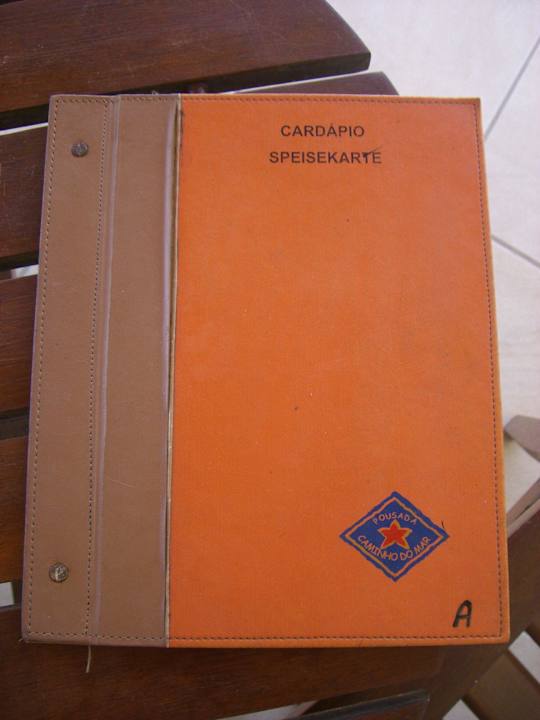 CARDÁPIO
SPEISEKARTE
POUSADA
CAMINHO DO MAR
A